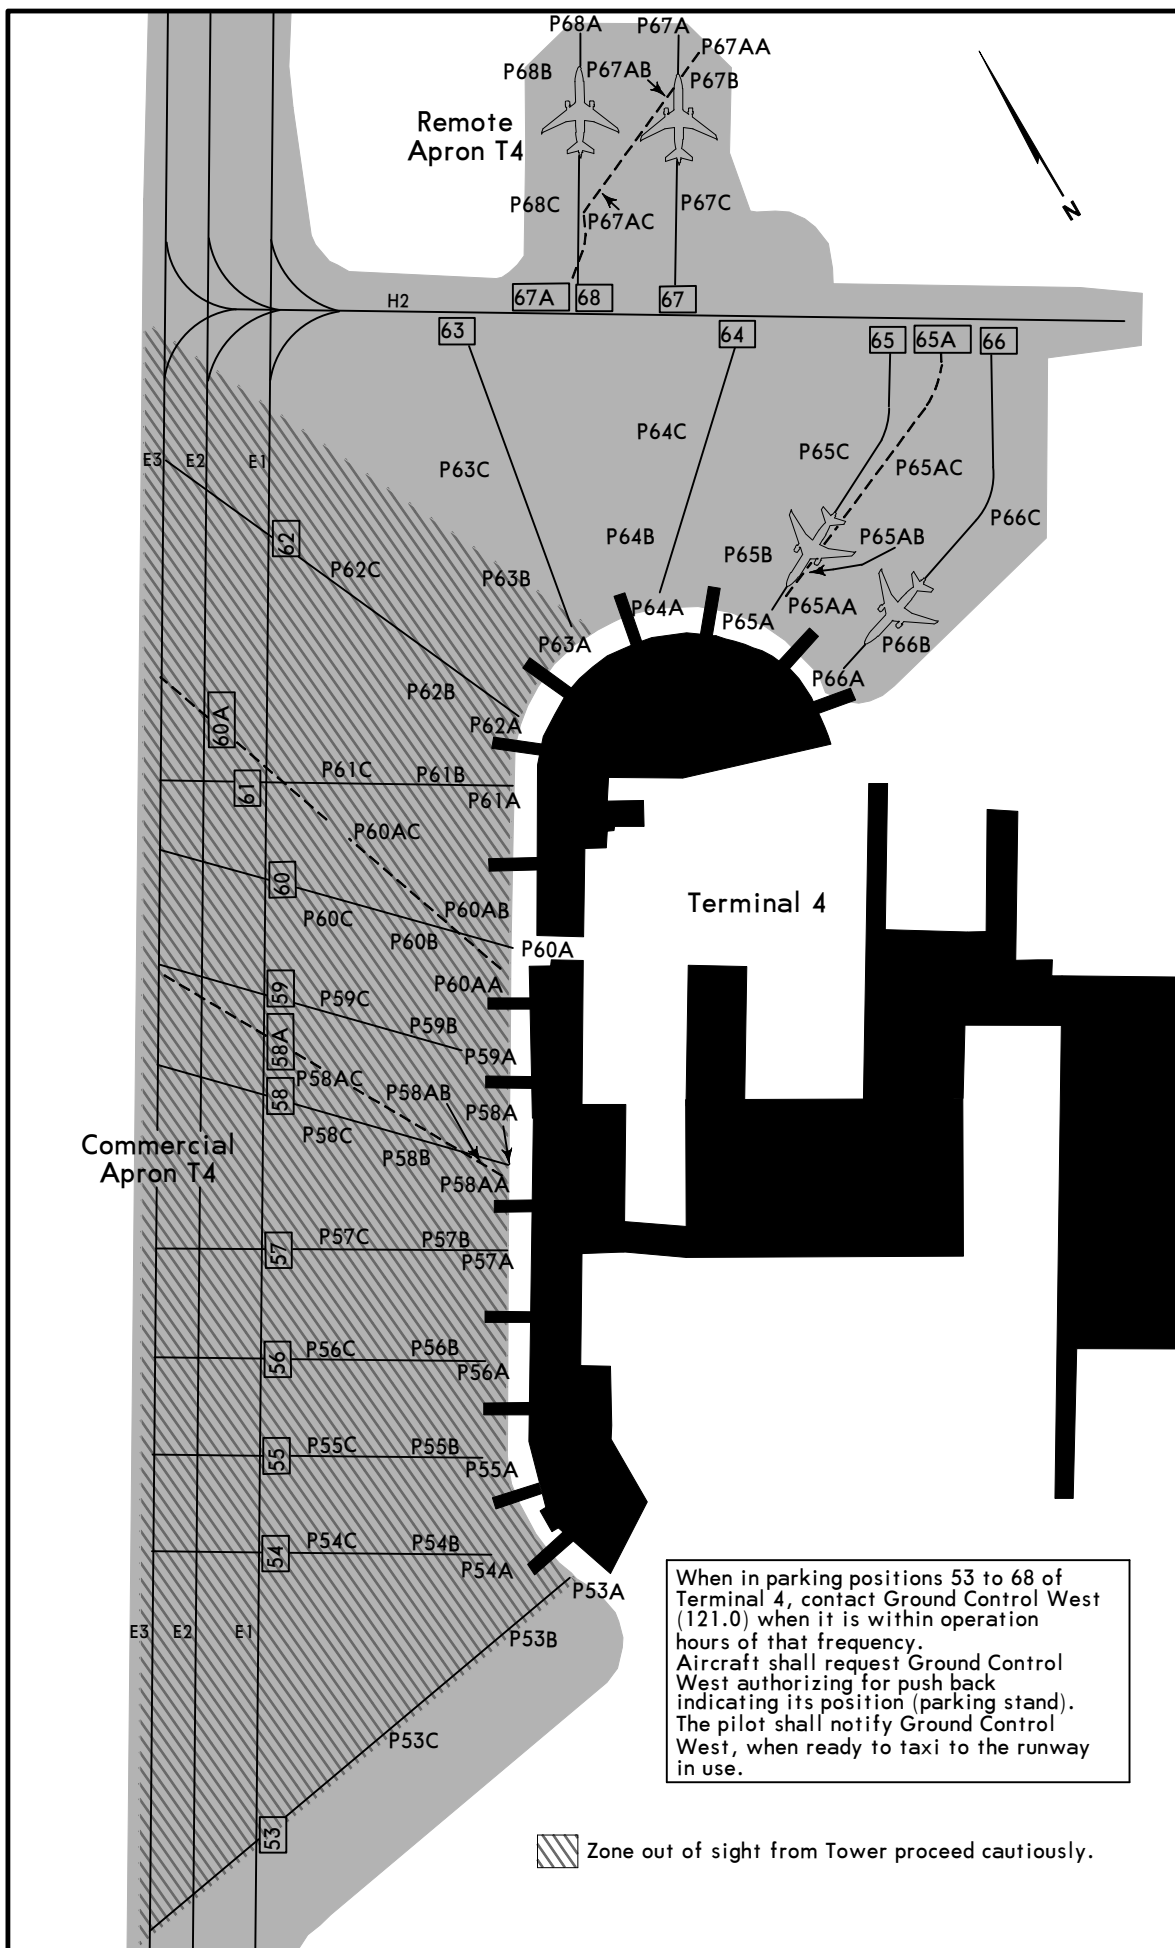 P68A
P67A
P67AA
P68B
P67AB
P67B
Remote
Apron T4
P68C
P67AC
P67C
N
67A
68
67
H2
63
64
65
65A
66
P64C
P63C
P65C
P65AC
E3
E2
E1
P66C
62
P64B
P65B
P65AB
P62C
P63B
P64A
P65AA
P65A
P63A
P66B
P66A
P62B
60A
P62A
P61C
P61B
61
P61A
P60AC
60
P60AB
Terminal 4
P60C
P60B
P60A
P60AA
59
P59C
P59B
58A
P59A
P58AC
P58AB
58
P58A
P58C
Commercial
Apron T4
P58B
P58AA
P57C
P57B
57
P57A
P56C
P56B
56
P56A
P55C
P55B
55
P55A
P54C
P54B
54
P54A
P53A
E3
E2
E1
P53B
P53C
53
When in parking positions 53 to 68 of
Terminal 4, contact Ground Control West
(121.0) when it is within operation
hours of that frequency.
Aircraft shall request Ground Control
West authorizing for push back
indicating its position (parking stand).
The pilot shall notify Ground Control
West, when ready to taxi to the runway
in use.
Zone out of sight from Tower proceed cautiously.